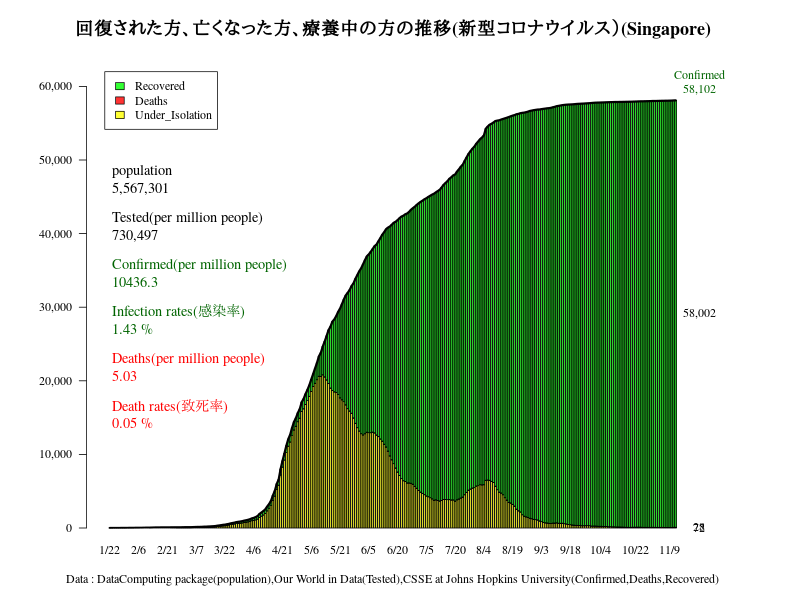 回復された方、亡くなった方、療養中の方の推移(新型コロナウイルス)(Singapore)
Confirmed
58,102
60,000
50,000
40,000
30,000
20,000
10,000
0
Recovered
Deaths
Under_Isolation
population
5,567,301
Tested(per million people)
730,497
Confirmed(per million people)
10436.3
Infection rates(感染率)
1.43 %
Deaths(per million people)
5.03
Death rates(致死率)
0.05 %
58,002
1/22 2/6 2/21 3/7 3/22 4/6 4/21 5/6 5/21 6/5 6/20 7/5 7/20 8/4 8/19 9/3 9/18 10/4 10/22 11/9
Data : DataComputing package(population),Our World in Data(Tested),CSSE at Johns Hopkins University(Confirmed,Deaths,Recovered)